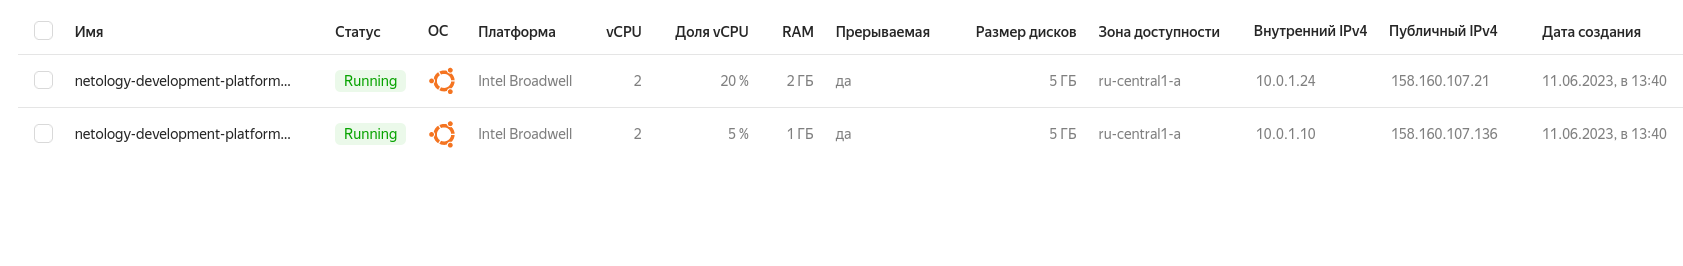 Имя Статус ОС Платформа vCPU Доля vCPU RAM Прерываемая Размер дисков Зона доступности Внутренний IPv4 Публичный IPv4 Дата создания
netology-development-platform... Running Intel Broadwell 2 20 % 2 ГБ да 5 ГБ ru-central1-a 10.0.1.24 158.160.107.21 11.06.2023, в 13:40
netology-development-platform... Running Intel Broadwell 2 5 % 1 ГБ да 5 ГБ ru-central1-a 10.0.1.10 158.160.107.136 11.06.2023, в 13:40